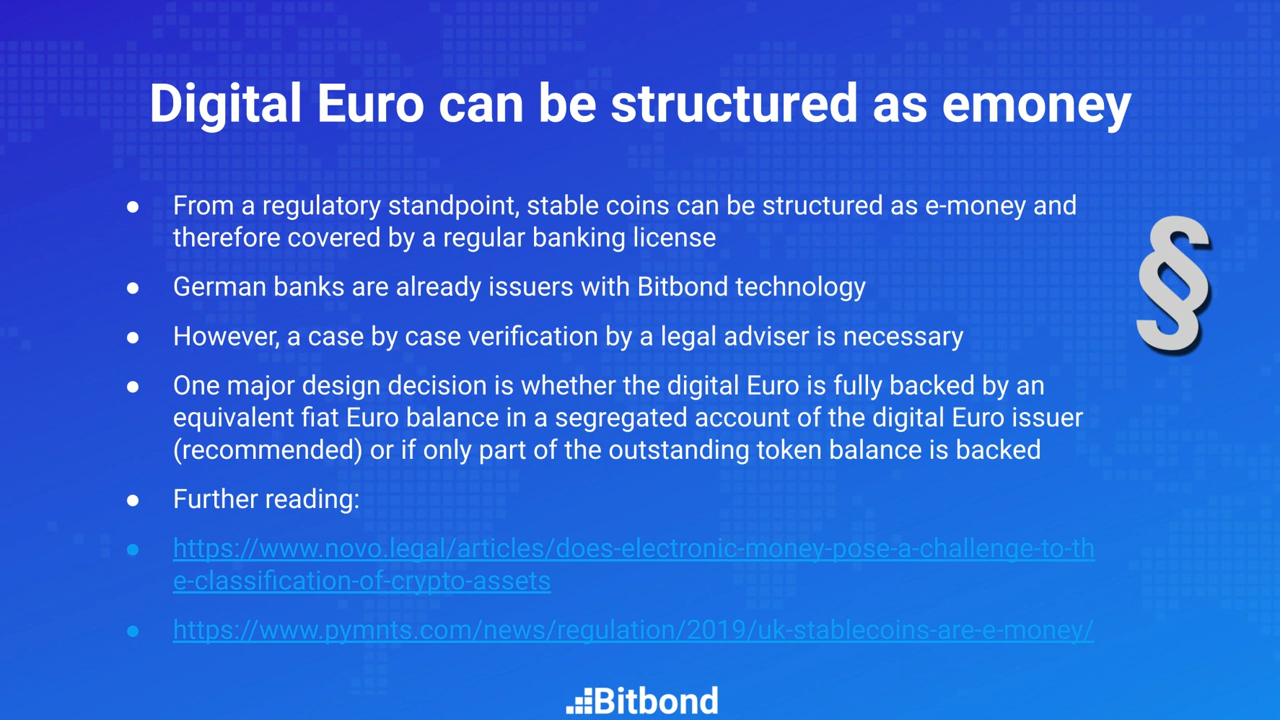 Digital Euro can be structured as emoney
● From a regulatory standpoint, stable coins can be structured as e-money and
therefore covered by a regular banking license
● German banks are already issuers with Bitbond technology
● However, a case by case verification by a legal adviser is necessary
● One major design decision is whether the digital Euro is fully backed by an
equivalent fiat Euro balance in a segregated account of the digital Euro issuer
(recommended) or if only part of the outstanding token balance is backed
● Further reading:
● https://www.novo.legal/articles/does-electronic-money-pose-a-challenge-to-th
e-classification-of-crypto-assets
● https://www.pymnts.com/news/regulation/2019/uk-stablecoins-are-e-money/
§
Bitbond